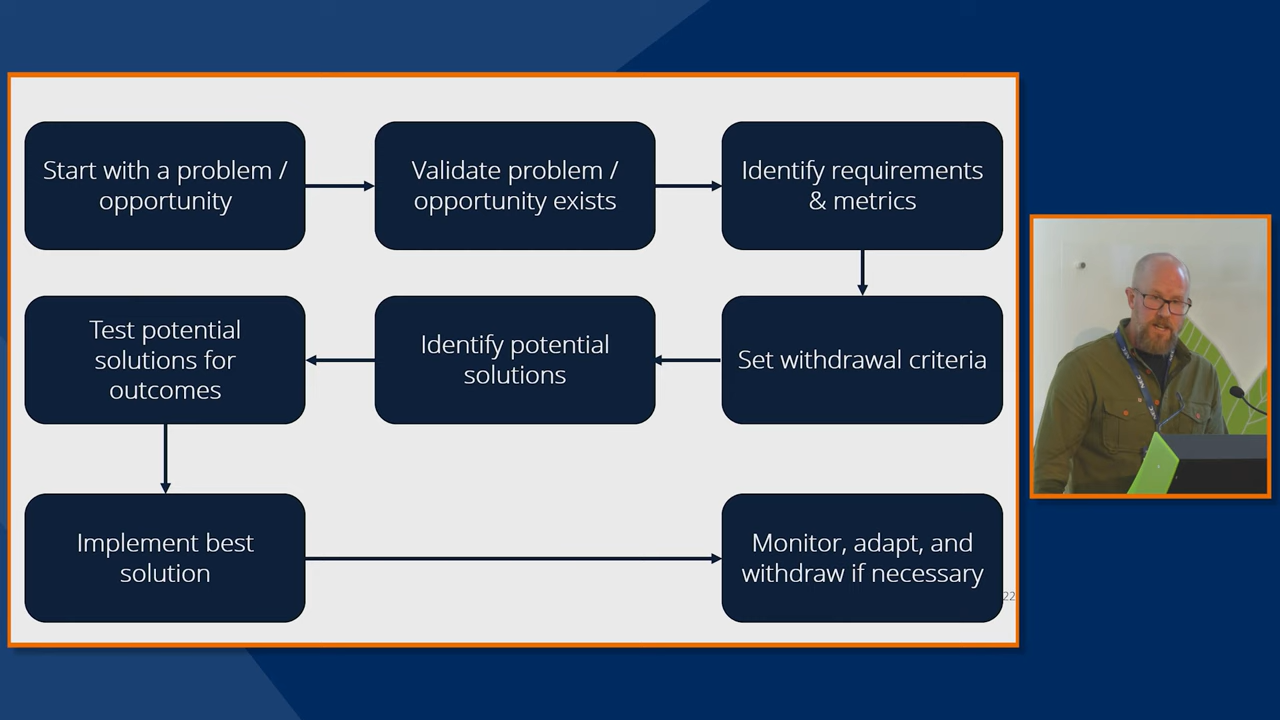 Start with a problem /
opportunity
Validate problem /
opportunity exists
Identify requirements
& metrics
Test potential
solutions for
outcomes
Identify potential
solutions
Set withdrawal criteria
Implement best
solution
Monitor, adapt, and
withdraw if necessary
22